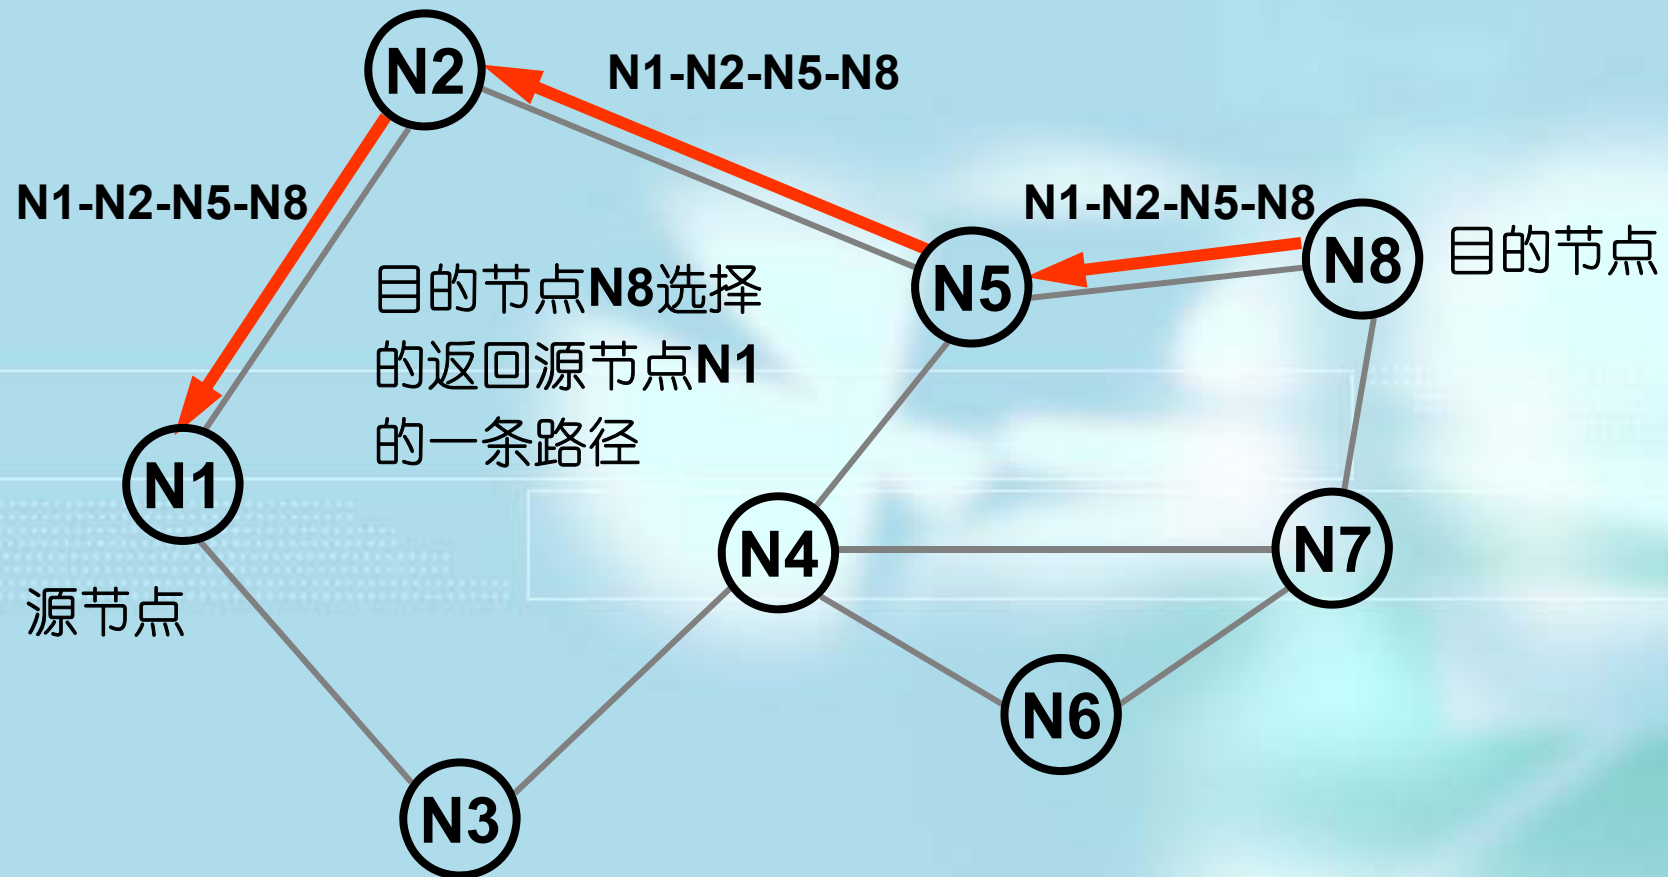 N2
N1-N2-N5-N8
N1-N2-N5-N8
N1-N2-N5-N8
N8
目的节点
N5
目的节点N8选择
的返回源节点N1
的一条路径
N1
N4
N7
源节点
N6
N3